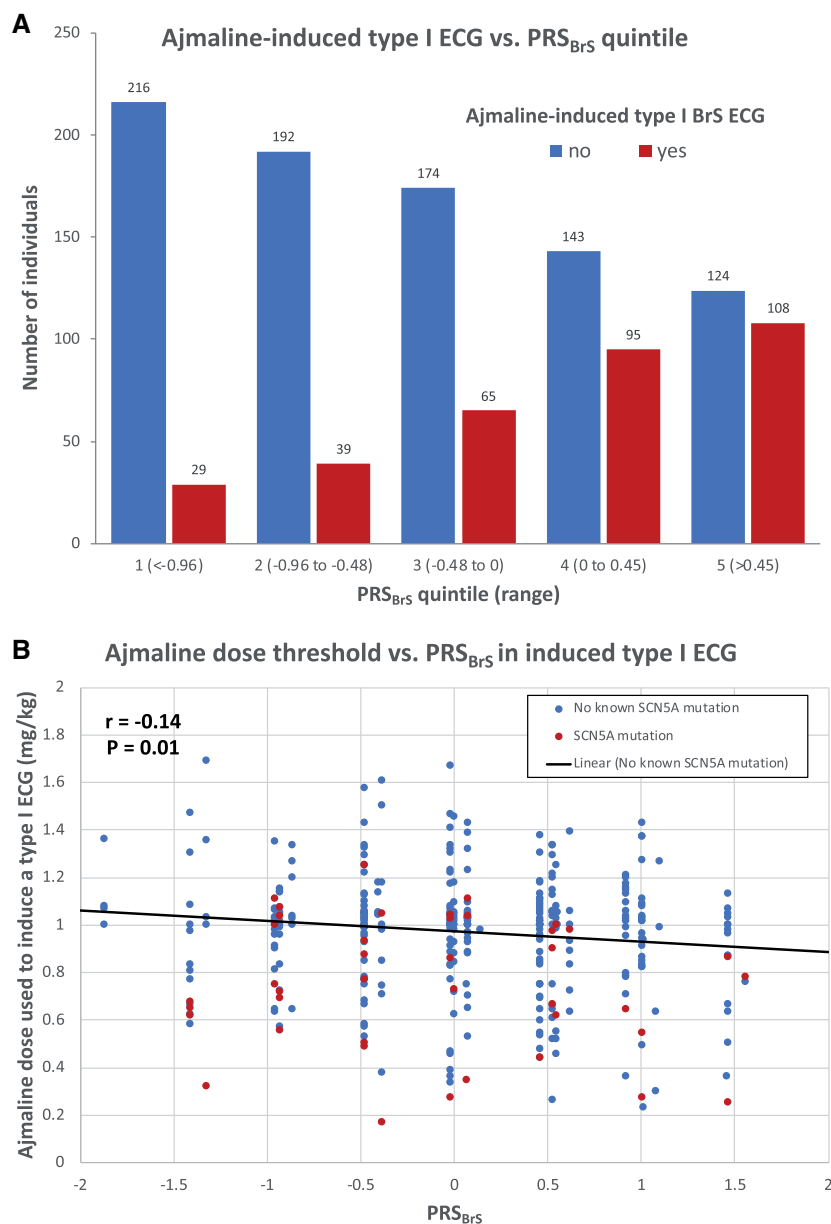 A
Ajmaline-induced type I ECG vs. PRSBrS quintile
Number of individuals
250
200
150
100
50
0
Ajmaline-induced type I BrS ECG
no
yes
216
29
192
39
174
65
143
95
124
108
1 (<-0.96)
2 (-0.96 to -0.48)
3 (-0.48 to 0)
4 (0 to 0.45)
5 (>0.45)
PRSBrS quintile (range)
B
Ajmaline dose threshold vs. PRSBrS in induced type I ECG
Ajmaline dose used to induce a type I ECG (mg/kg)
2
1.8
1.6
1.4
1.2
1
0.8
0.6
0.4
0.2
0
r = -0.14
P = 0.01
No known SCN5A mutation
SCN5A mutation
Linear (No known SCN5A mutation)
-2
-1.5
-1
-0.5
0
0.5
1
1.5
2
PRSBrS